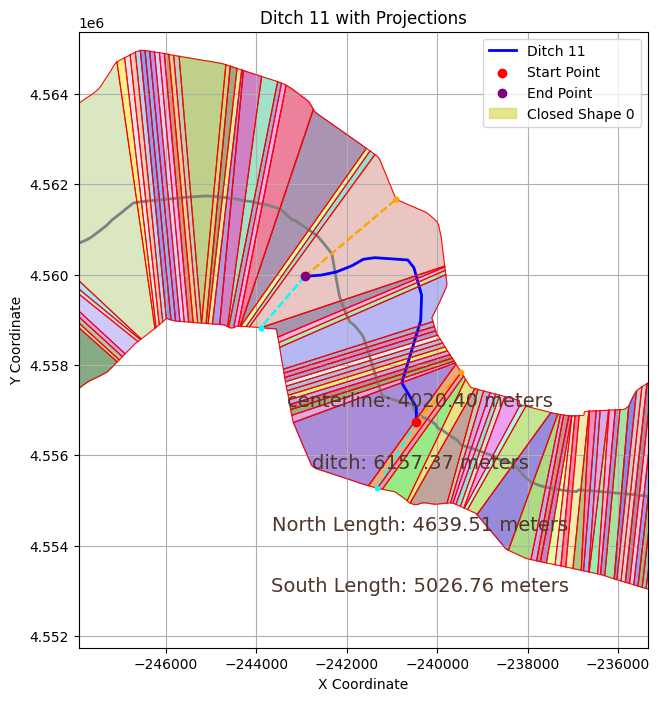 Ditch 11 with Projections
1e6
Ditch 11
Start Point
End Point
Closed Shape 0
4.564
4.562
4.560
4.558
4.556
4.554
4.552
Y Coordinate
centerline: 4020.40 meters
ditch: 6157.37 meters
North Length: 4639.51 meters
South Length: 5026.76 meters
−246000 −244000 −242000 −240000 −238000 −236000
X Coordinate